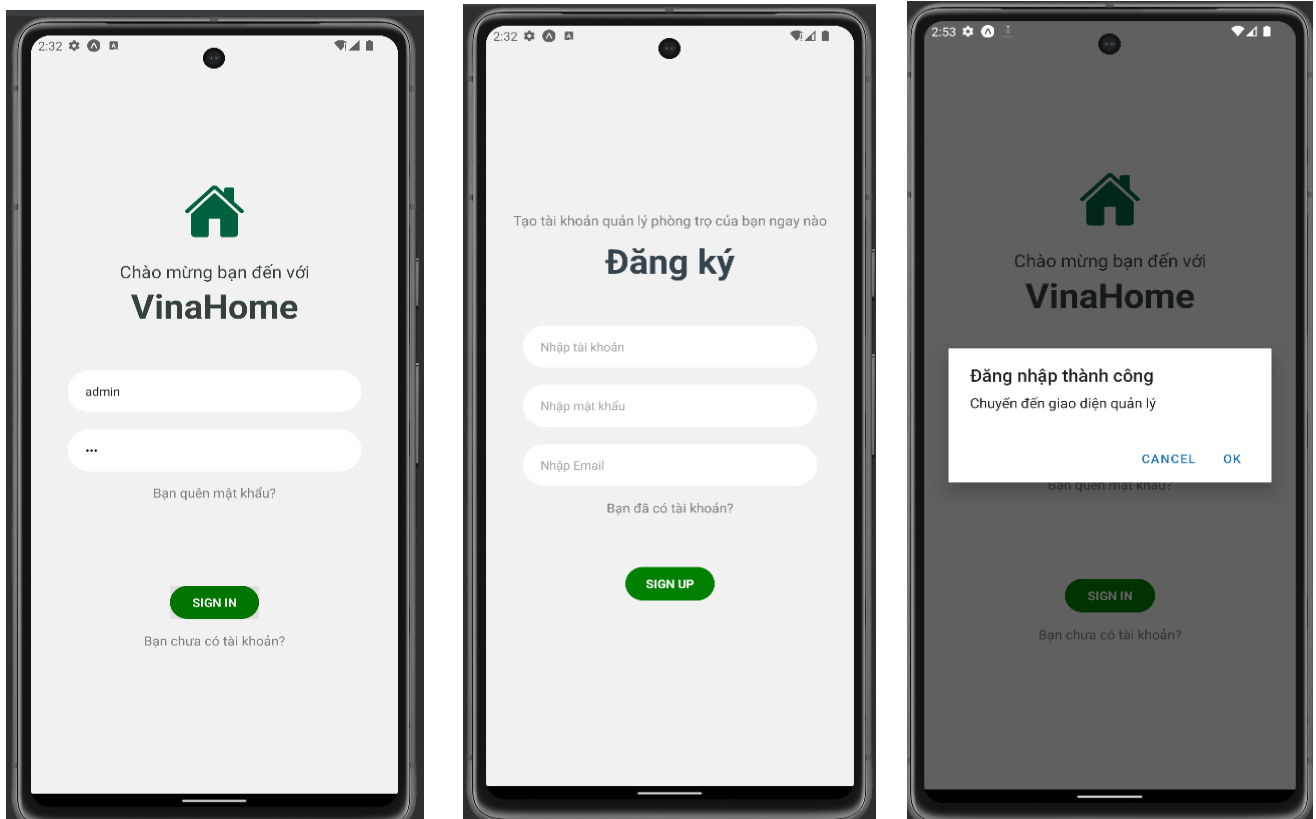 2:32
Chào mừng bạn đến với
VinaHome
admin
•••
Bạn quên mật khẩu?
SIGN IN
Bạn chưa có tài khoản?
2:32
Tạo tài khoản quản lý phòng trọ của bạn ngay nào
Đăng ký
Nhập tài khoản
Nhập mật khẩu
Nhập Email
Bạn đã có tài khoản?
SIGN UP
2:53
Chào mừng bạn đến với
VinaHome
Đăng nhập thành công
Chuyển đến giao diện quản lý
CANCEL OK
Bạn quên mật khẩu?
SIGN IN
Bạn chưa có tài khoản?